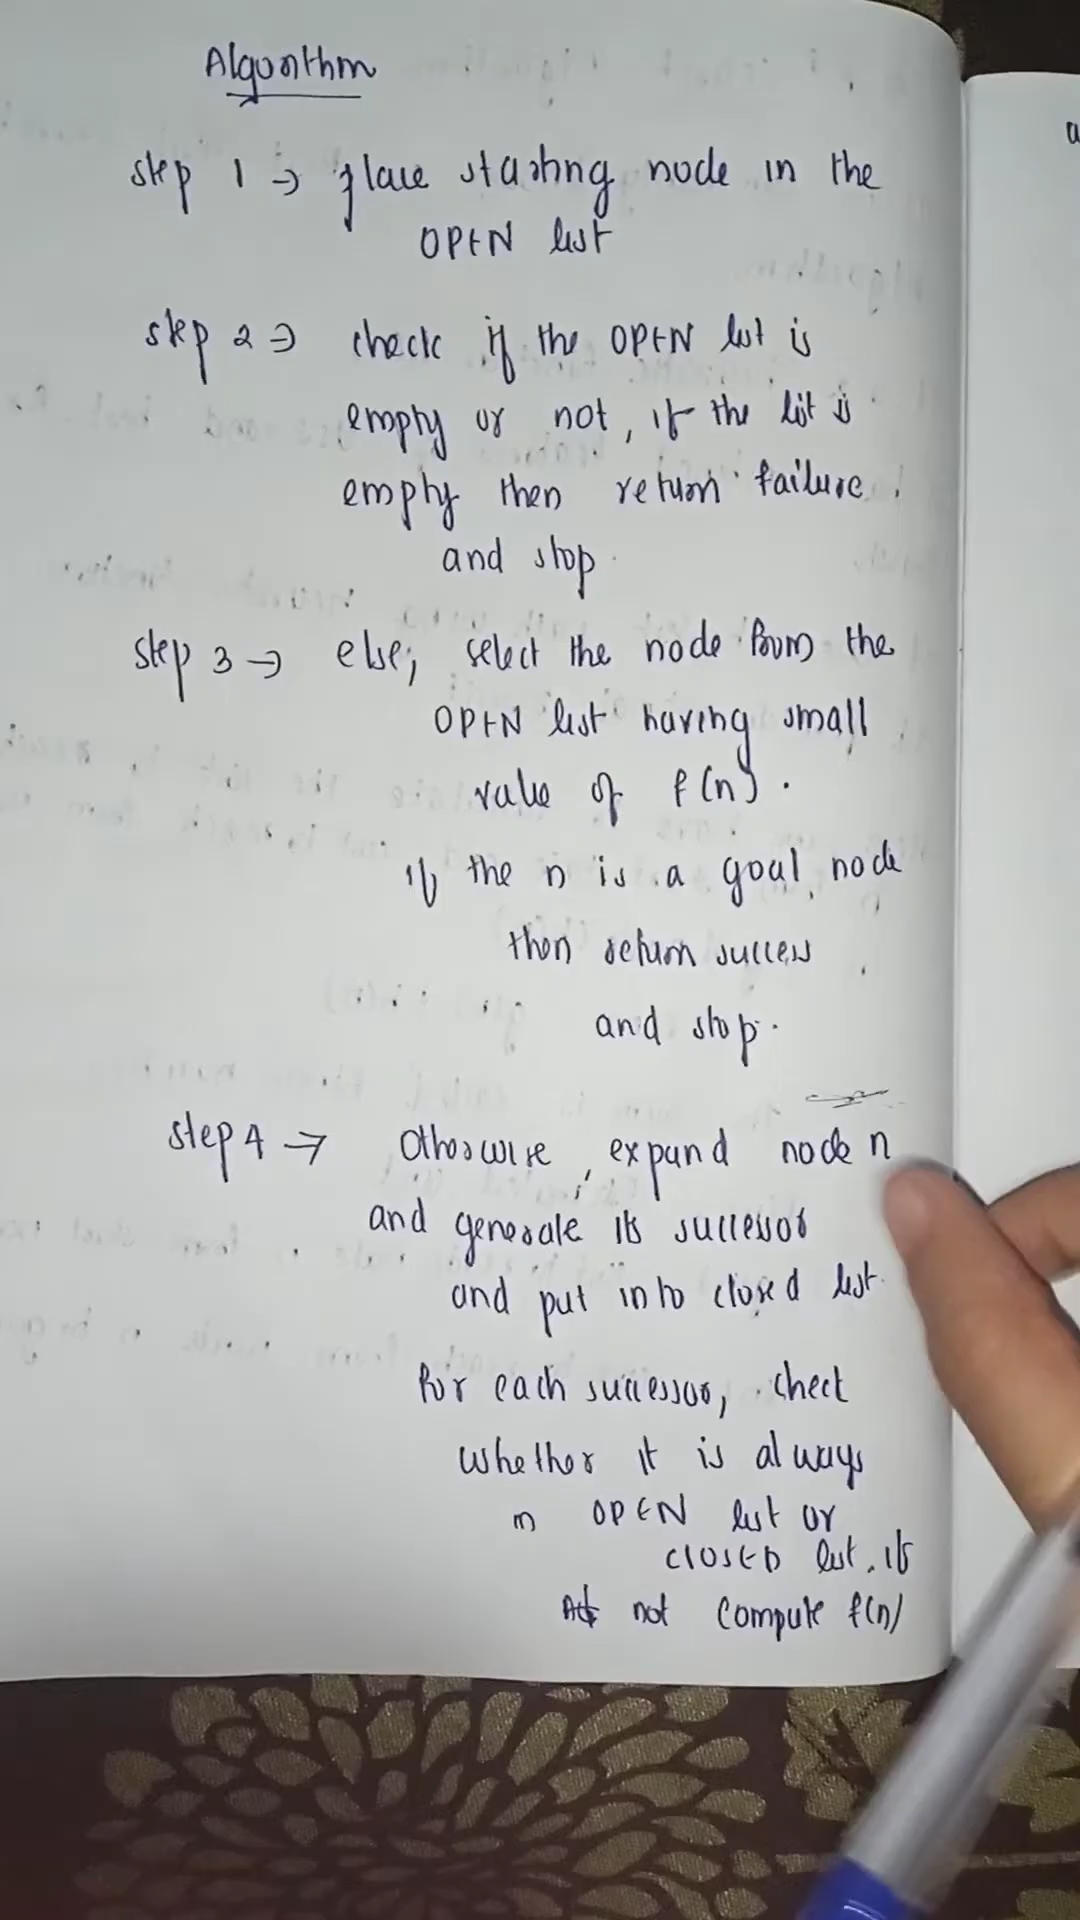 Algorithm
step 1 → place starting node in the
OPEN list
step 2 → check if the OPEN list is
empty or not, if the list is
empty then return failure.
and stop.
step 3 → else, select the node from the
OPEN list having small
value of f(n).
if the n is a goal node
then return success
and stop.
step 4 → Otherwise, expand node n
and generate its successor
and put into closed list.
For each successor, check
whether it is always
in OPEN list or
CLOSED list. if
not compute f(n)